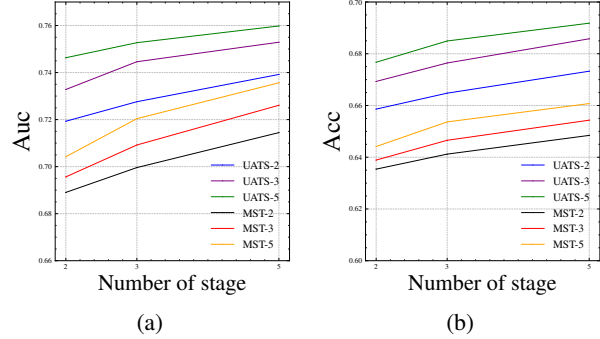 0.76
0.74
0.72
0.70
0.68
0.66
Auc
UATS-2
UATS-3
UATS-5
MST-2
MST-3
MST-5
2
3
5
Number of stage
(a)
0.70
0.68
0.66
0.64
0.62
0.60
Acc
UATS-2
UATS-3
UATS-5
MST-2
MST-3
MST-5
2
3
5
Number of stage
(b)